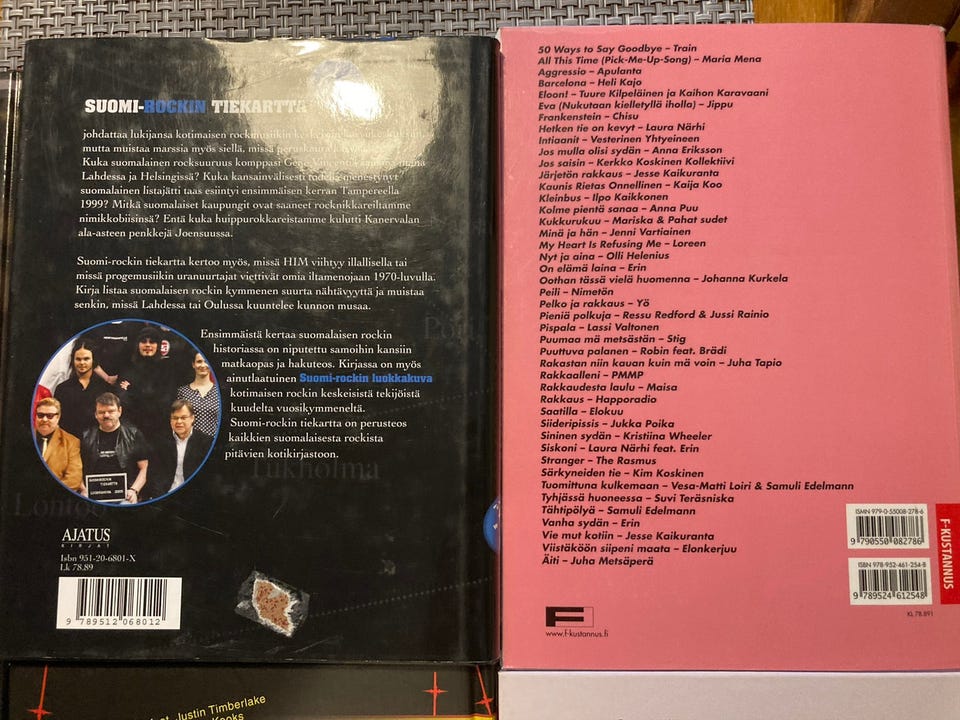 SUOMI-ROCKIN TIEKARTTA
johdattaa lukijansa kotimaisen rockmusiikin
mutta muistaa marssia myös siellä, missä
Kuka suomalainen rocksuuruus komppasi Gene Vincentiä
Lahdessa ja Helsingissä? Kuka kansainvälisesti menestynyt
suomalainen listajätti taas esiintyi ensimmäisen kerran Tampereella
1999? Mitkä suomalaiset kaupungit ovat saaneet rocknikkareiltamme
nimikkobiisinsä? Entä kuka huippurokkareistamme kulutti Kanervalan
ala-asteen penkkejä Joensuussa.
Suomi-rockin tiekartta kertoo myös, missä HIM viihtyy illallisella tai
missä progemusiikin uranuurtajat viettivät omia iltamenojaan 1970-luvulla.
Kirja listaa suomalaisen rockin kymmenen suurta nähtävyyttä ja muistaa
senkin, missä Lahdessa tai Oulussa kuuntelee kunnon musaa.
Ensimmäistä kertaa suomalaisen rockin
historiassa on niputettu samoihin kansiin
matkaopas ja hakuteos. Kirjassa on myös
ainutlaatuinen Suomi-rockin luokkakuva
kotimaisen rockin keskeisistä tekijöistä
kuudelta vuosikymmeneltä.
Suomi-rockin tiekartta on perusteos
kaikkien suomalaisesta rockista
pitävien kotikirjastoon.
Pori
Tukholma
Lontoo
SUOMIROCKIN
TIEKARTTA
LUOKKAKUVA 2005
AJATUS
KIRJAT
Isbn 951-20-6801-X
Lk 78.89
9 789512 068012
Justin Timberlake
Kooks
50 Ways to Say Goodbye – Train
All This Time (Pick-Me-Up-Song) – Maria Mena
Aggressio – Apulanta
Barcelona – Heli Kajo
Eloon! – Tuure Kilpeläinen ja Kaihon Karavaani
Eva (Nukutaan kielletyllä iholla) – Jippu
Frankenstein – Chisu
Hetken tie on kevyt – Laura Närhi
Intiaanit – Vesterinen Yhtyeineen
Jos mulla olisi sydän – Anna Eriksson
Jos saisin – Kerkko Koskinen Kollektiivi
Järjetön rakkaus – Jesse Kaikuranta
Kaunis Rietas Onnellinen – Kaija Koo
Kleinbus – Ilpo Kaikkonen
Kolme pientä sanaa – Anna Puu
Kukkurukuu – Mariska & Pahat sudet
Minä ja hän – Jenni Vartiainen
My Heart Is Refusing Me – Loreen
Nyt ja aina – Olli Helenius
On elämä laina – Erin
Oothan tässä vielä huomenna – Johanna Kurkela
Peili – Nimetön
Pelko ja rakkaus – Yö
Pieniä polkuja – Ressu Redford & Jussi Rainio
Pispala – Lassi Valtonen
Puumaa mä metsästän – Stig
Puuttuva palanen – Robin feat. Brädi
Rakastan niin kauan kuin mä voin – Juha Tapio
Rakkaalleni – PMMP
Rakkaudesta laulu – Maisa
Rakkaus – Happoradio
Saatilla – Elokuu
Siideripissis – Jukka Poika
Sininen sydän – Kristiina Wheeler
Siskoni – Laura Närhi feat. Erin
Stranger – The Rasmus
Särkyneiden tie – Kim Koskinen
Tuomittuna kulkemaan – Vesa-Matti Loiri & Samuli Edelmann
Tyhjässä huoneessa – Suvi Teräsniska
Tähtipölyä – Samuli Edelmann
Vanha sydän – Erin
Vie mut kotiin – Jesse Kaikuranta
Viistäköön siipeni maata – Elonkerjuu
Äiti – Juha Metsäperä
ISMN 979-0-55008-278-6
9 790550 082786
ISBN 978-952-461-254-8
9 789524 612548
F-KUSTANNUS
KL 78.891
F
www.f-kustannus.fi